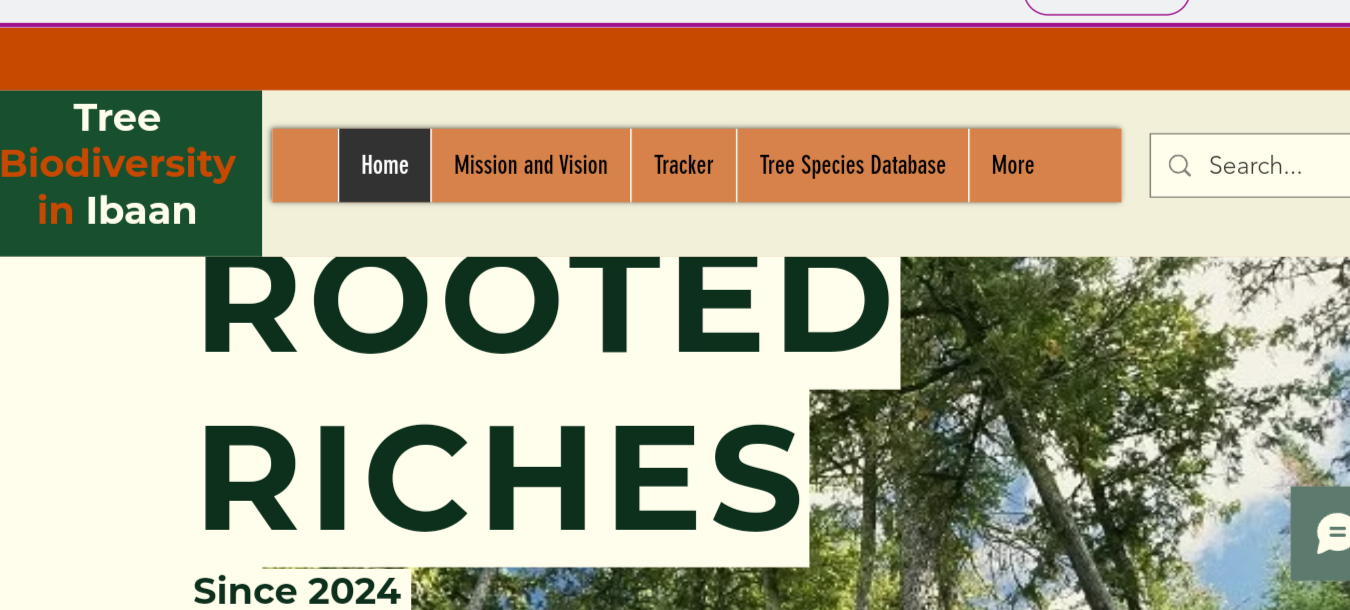 Tree
Biodiversity
in Ibaan
Home
Mission and Vision
Tracker
Tree Species Database
More
Search...
ROOTED
RICHES
Since 2024